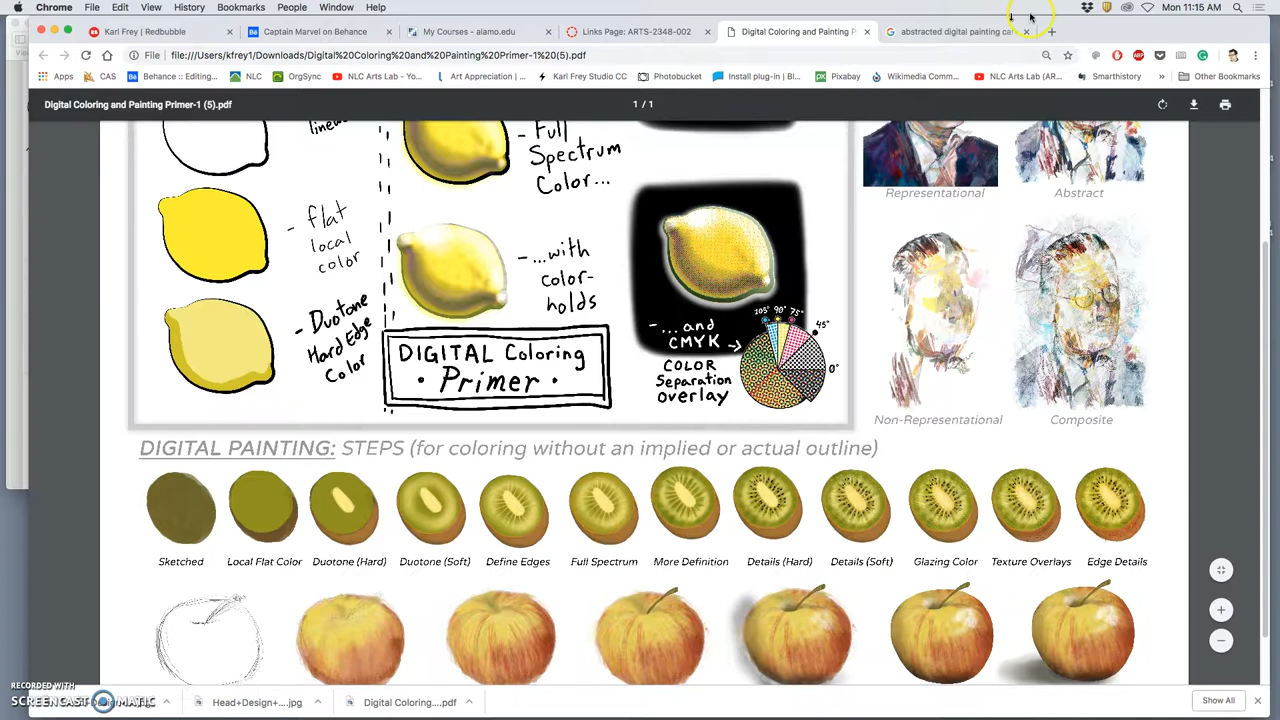 Chrome File Edit View History Bookmarks People Window Help Mon 11:15 AM
Karl Frey | Redbubble × Captain Marvel on Behance × My Courses - alamo.edu × Links Page: ARTS-2348-002 × Digital Coloring and Painting P × abstracted digital painting car × +
file:///Users/kfrey1/Downloads/Digital%20Coloring%20and%20Painting%20Primer-1%20(5).pdf
Apps CAS Behance :: Editing... NLC OrgSync NLC Arts Lab - Yo... Art Appreciation |... Karl Frey Studio CC Photobucket Install plug-in | Bl... Pixabay Wikimedia Comm... NLC Arts Lab (AR... Smarthistory » Other Bookmarks
Digital Coloring and Painting Primer-1 (5).pdf 1 / 1
- Full
Spectrum
Color...
- flat
local
color
- ...with
color-
holds
- Duotone
Hard Edge
Color
DIGITAL Coloring
• Primer •
- ...and
CMYK →
COLOR
Separation
overlay
105° 90° 75° 45°
0°
Representational Abstract
Non-Representational Composite
DIGITAL PAINTING: STEPS (for coloring without an implied or actual outline)
Sketched Local Flat Color Duotone (Hard) Duotone (Soft) Define Edges Full Spectrum More Definition Details (Hard) Details (Soft) Glazing Color Texture Overlays Edge Details
RECORDED WITH
SCREENCAST-O-MATIC
Head+Design+....jpg Digital Coloring....pdf Show All ×